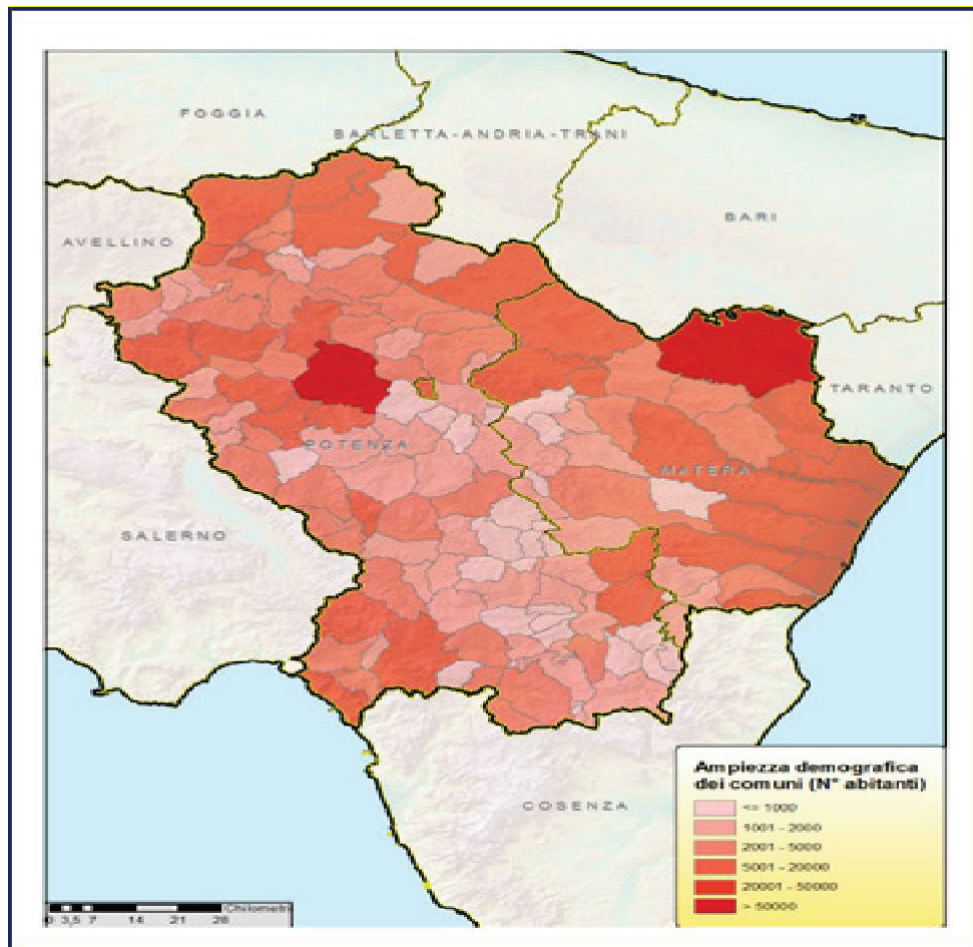 FOGGIA
BARLETTA-ANDRIA-TRANI
BARI
AVELLINO
TARANTO
POTENZA
MATERA
SALERNO
COSENZA
Ampiezza demografica
dei comuni (N° abitanti)
<= 1000
1001 - 2000
2001 - 5000
5001 - 20000
20001 - 50000
> 50000
Chilometri
0 3,5 7 14 21 28